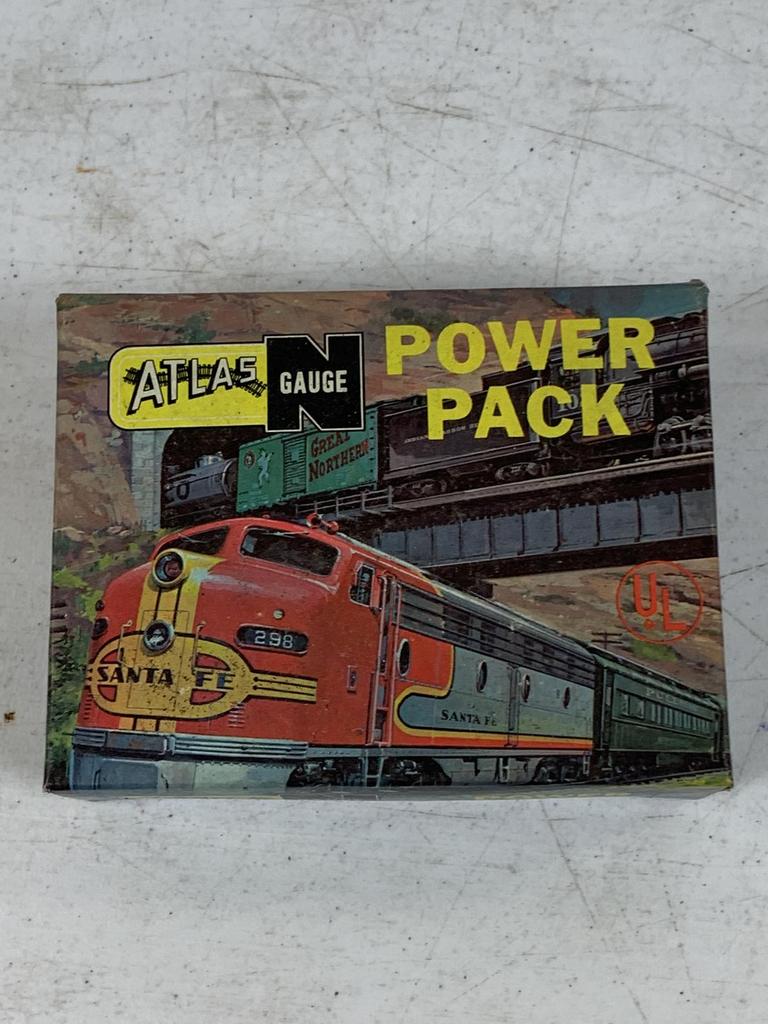 ATLAS
N
GAUGE
POWER
PACK
GREAT
NORTHERN
UL
298
SANTA FE
SANTA FE